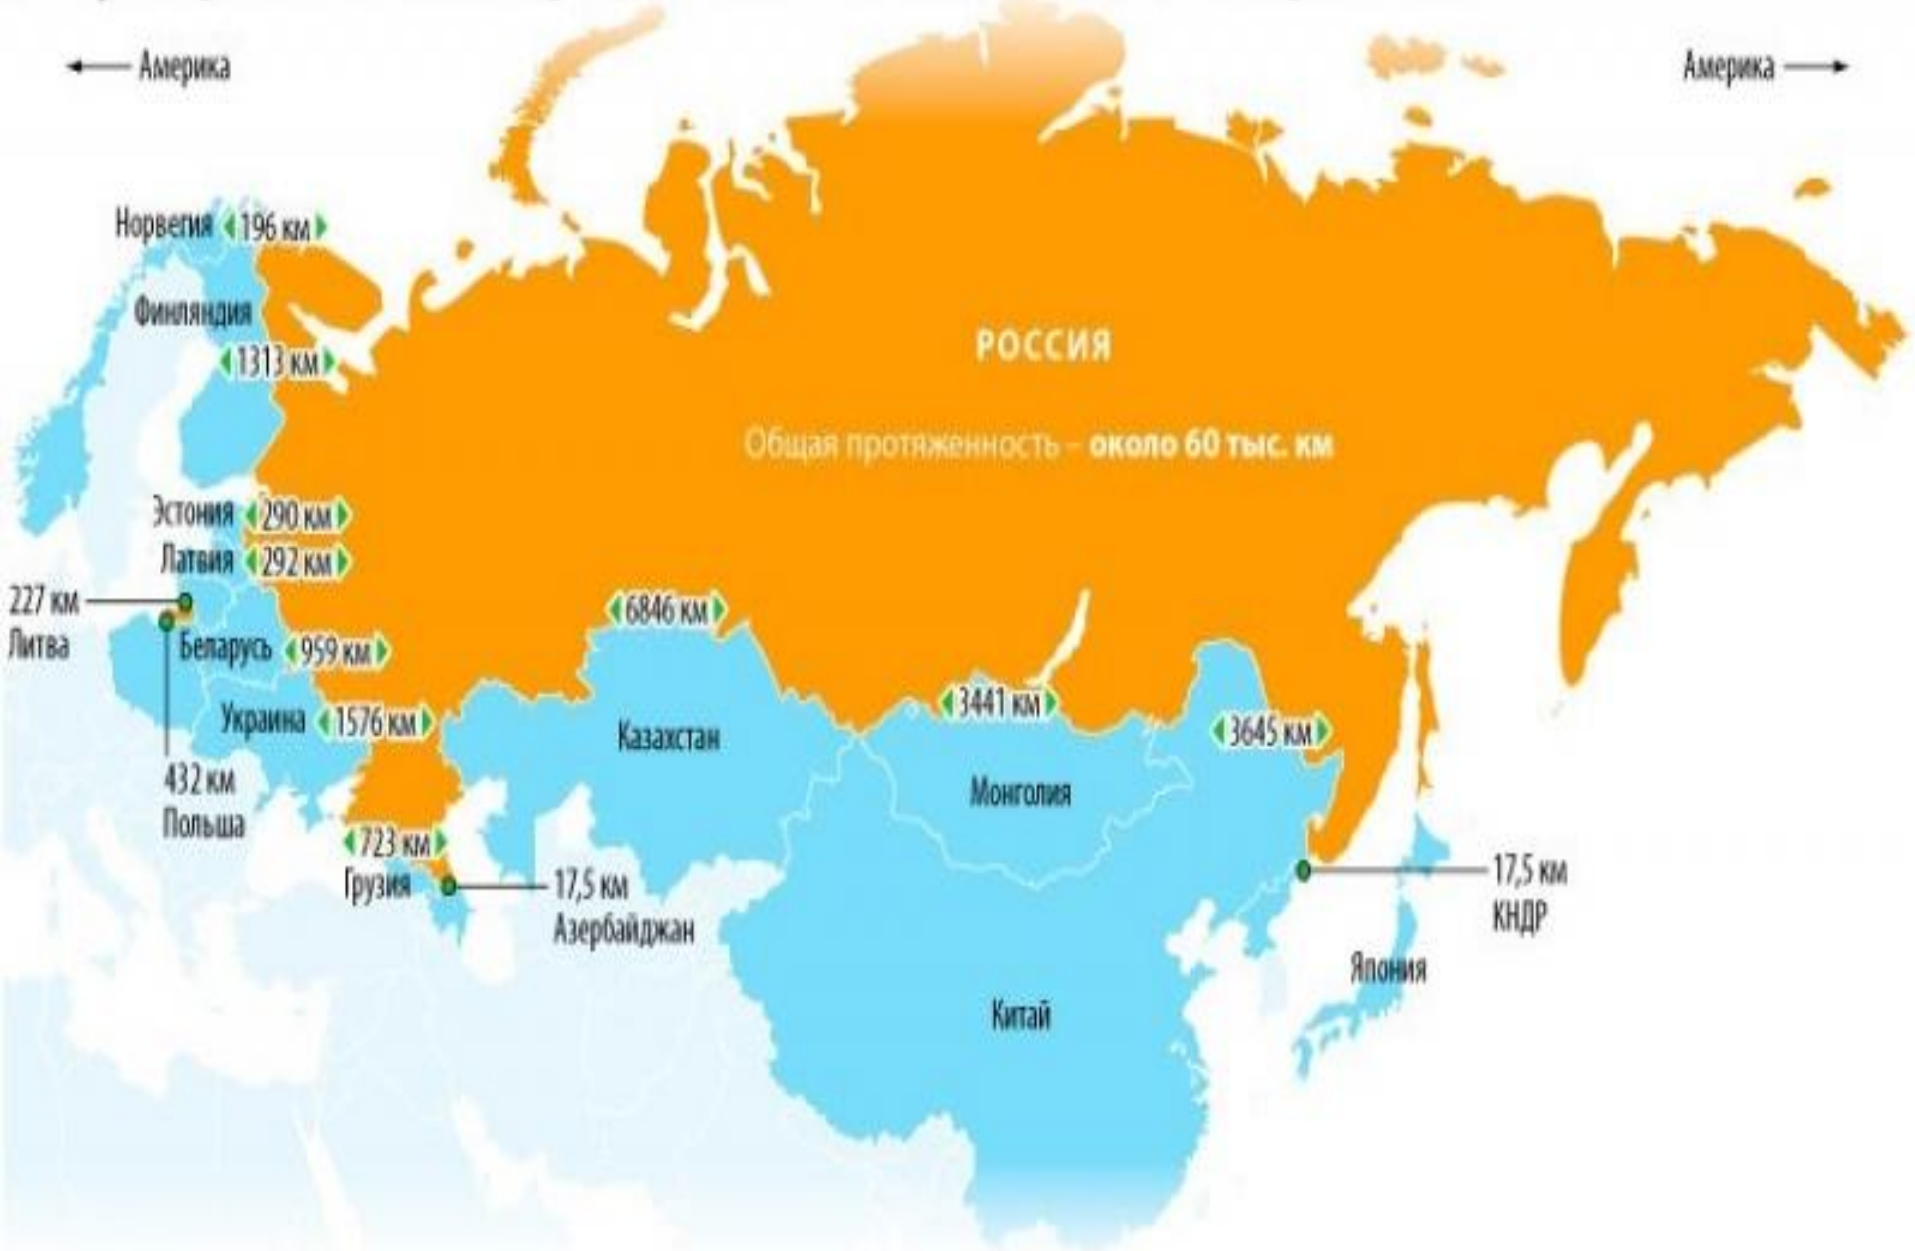 Америка
Америка
Норвегия 196 км
Финляндия
1313 км
РОССИЯ
Общая протяженность – около 60 тыс. км
Эстония 290 км
Латвия 292 км
227 км
Литва
6846 км
Беларусь 959 км
Украина 1576 км
3441 км
3645 км
Казахстан
432 км
Польша
Монголия
723 км
Грузия
17,5 км
Азербайджан
17,5 км
КНДР
Япония
Китай